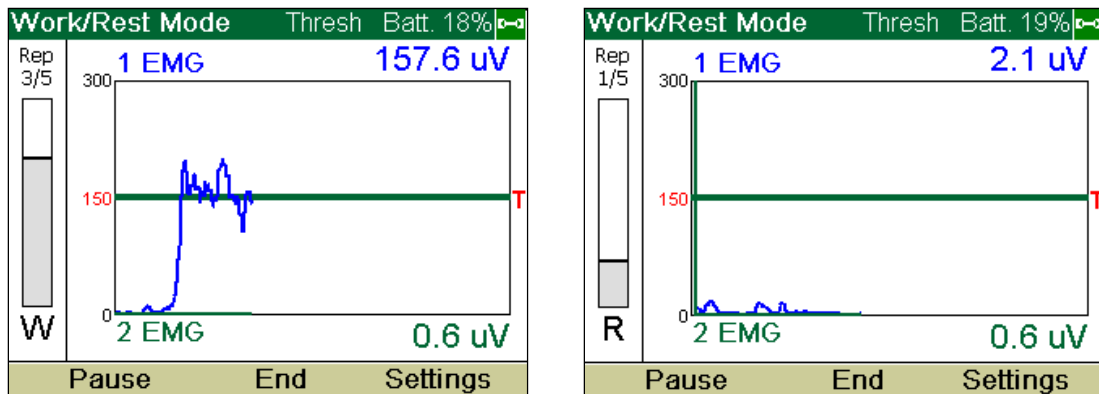 Work/Rest Mode Thresh Batt. 18%
Rep
3/5
1 EMG 157.6 uV
300
150
T
0
W
2 EMG 0.6 uV
Pause End Settings
Work/Rest Mode Thresh Batt. 19%
Rep
1/5
1 EMG 2.1 uV
300
150
T
0
R
2 EMG 0.6 uV
Pause End Settings